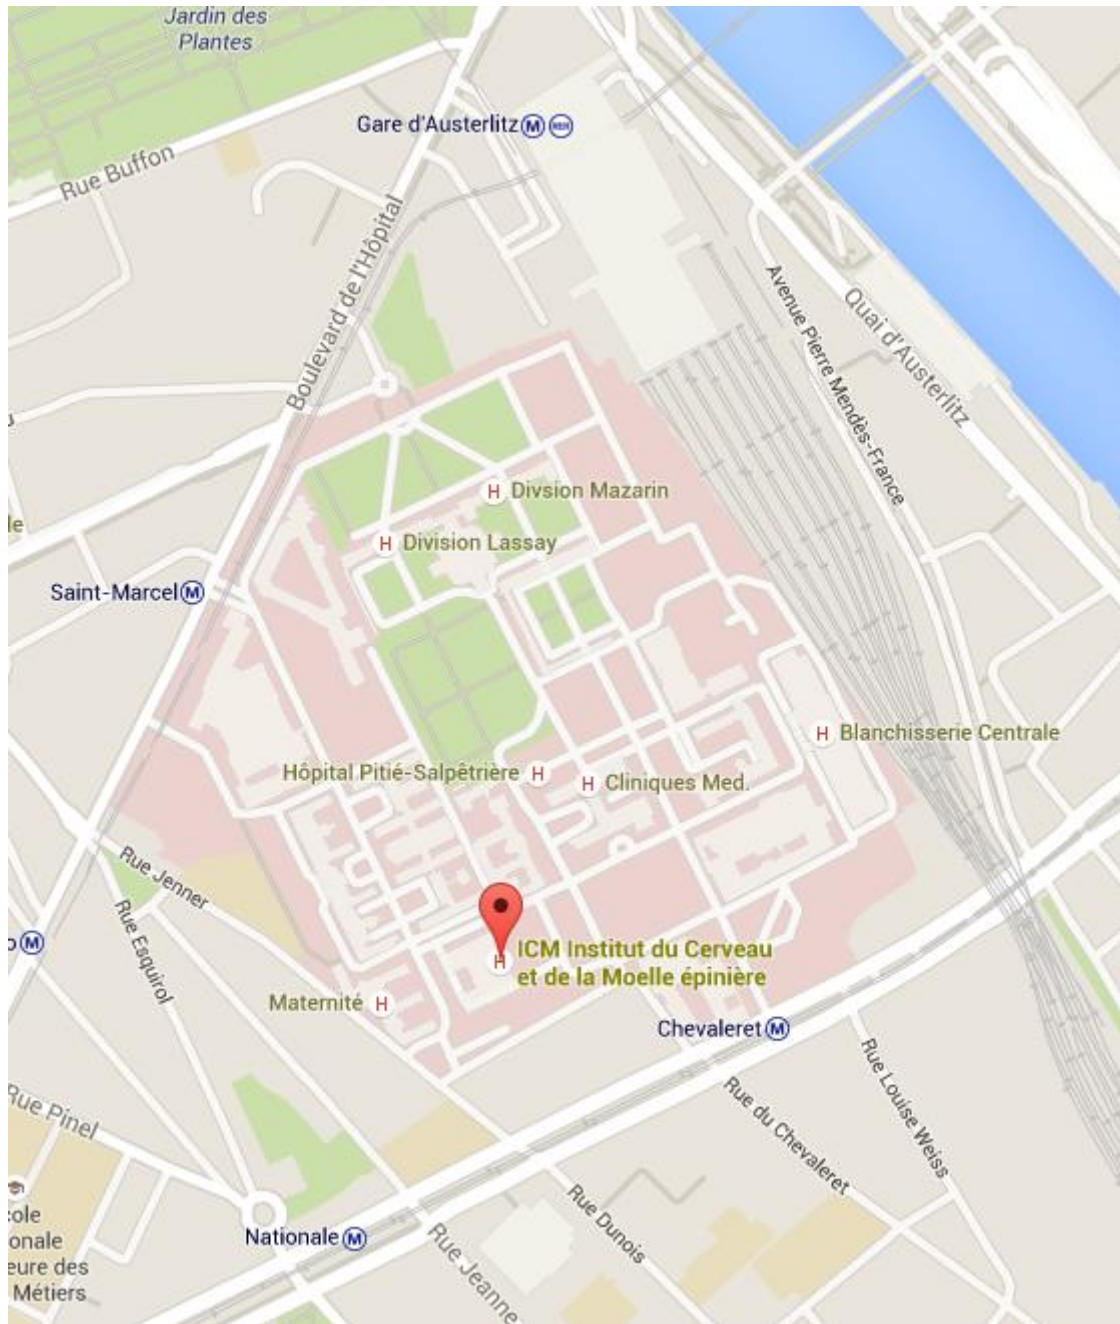 Jardin des
Plantes
Gare d'Austerlitz M RER
Rue Buffon
Boulevard de l'Hôpital
Avenue Pierre Mendès-France
Quai d'Austerlitz
H Divsion Mazarin
H Division Lassay
Saint-Marcel M
H Blanchisserie Centrale
Hôpital Pitié-Salpêtrière H
H Cliniques Med.
Rue Jenner
Rue Esquirol
M
H ICM Institut du Cerveau
et de la Moelle épinière
Maternité H
Chevaleret M
Rue Louise Weiss
Rue du Chevaleret
Rue Pinel
Rue Dunois
Nationale M
Rue Jeanne
Métiers